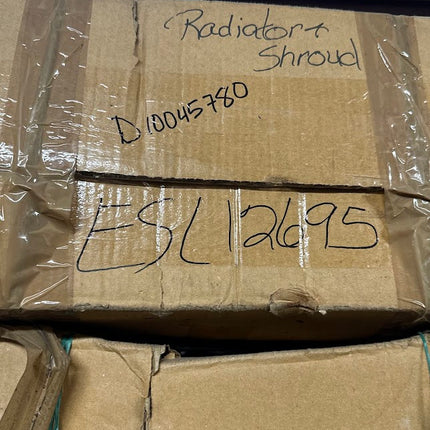 Radiator +
Shroud
D10045780
ESL12695